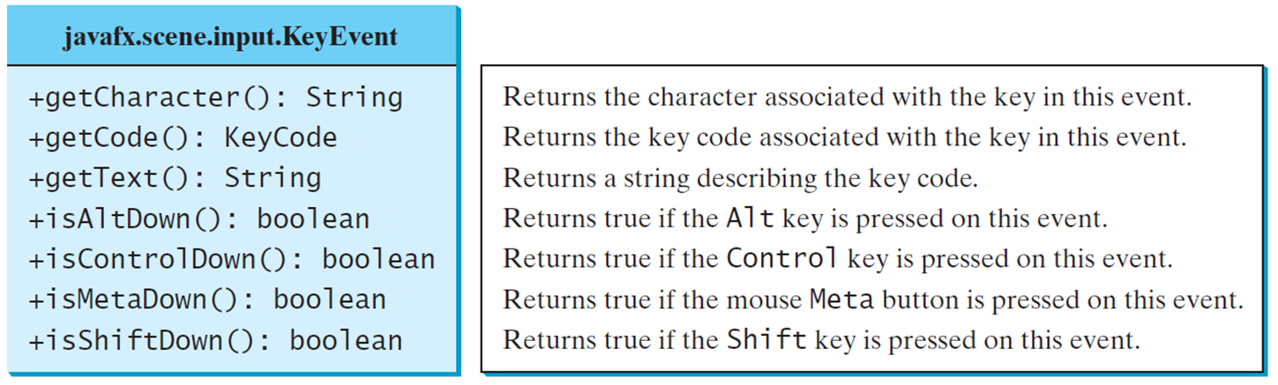 javafx.scene.input.KeyEvent
+getCharacter(): String
Returns the character associated with the key in this event.
+getCode(): KeyCode
Returns the key code associated with the key in this event.
+getText(): String
Returns a string describing the key code.
+isAltDown(): boolean
Returns true if the Alt key is pressed on this event.
+isControlDown(): boolean
Returns true if the Control key is pressed on this event.
+isMetaDown(): boolean
Returns true if the mouse Meta button is pressed on this event.
+isShiftDown(): boolean
Returns true if the Shift key is pressed on this event.